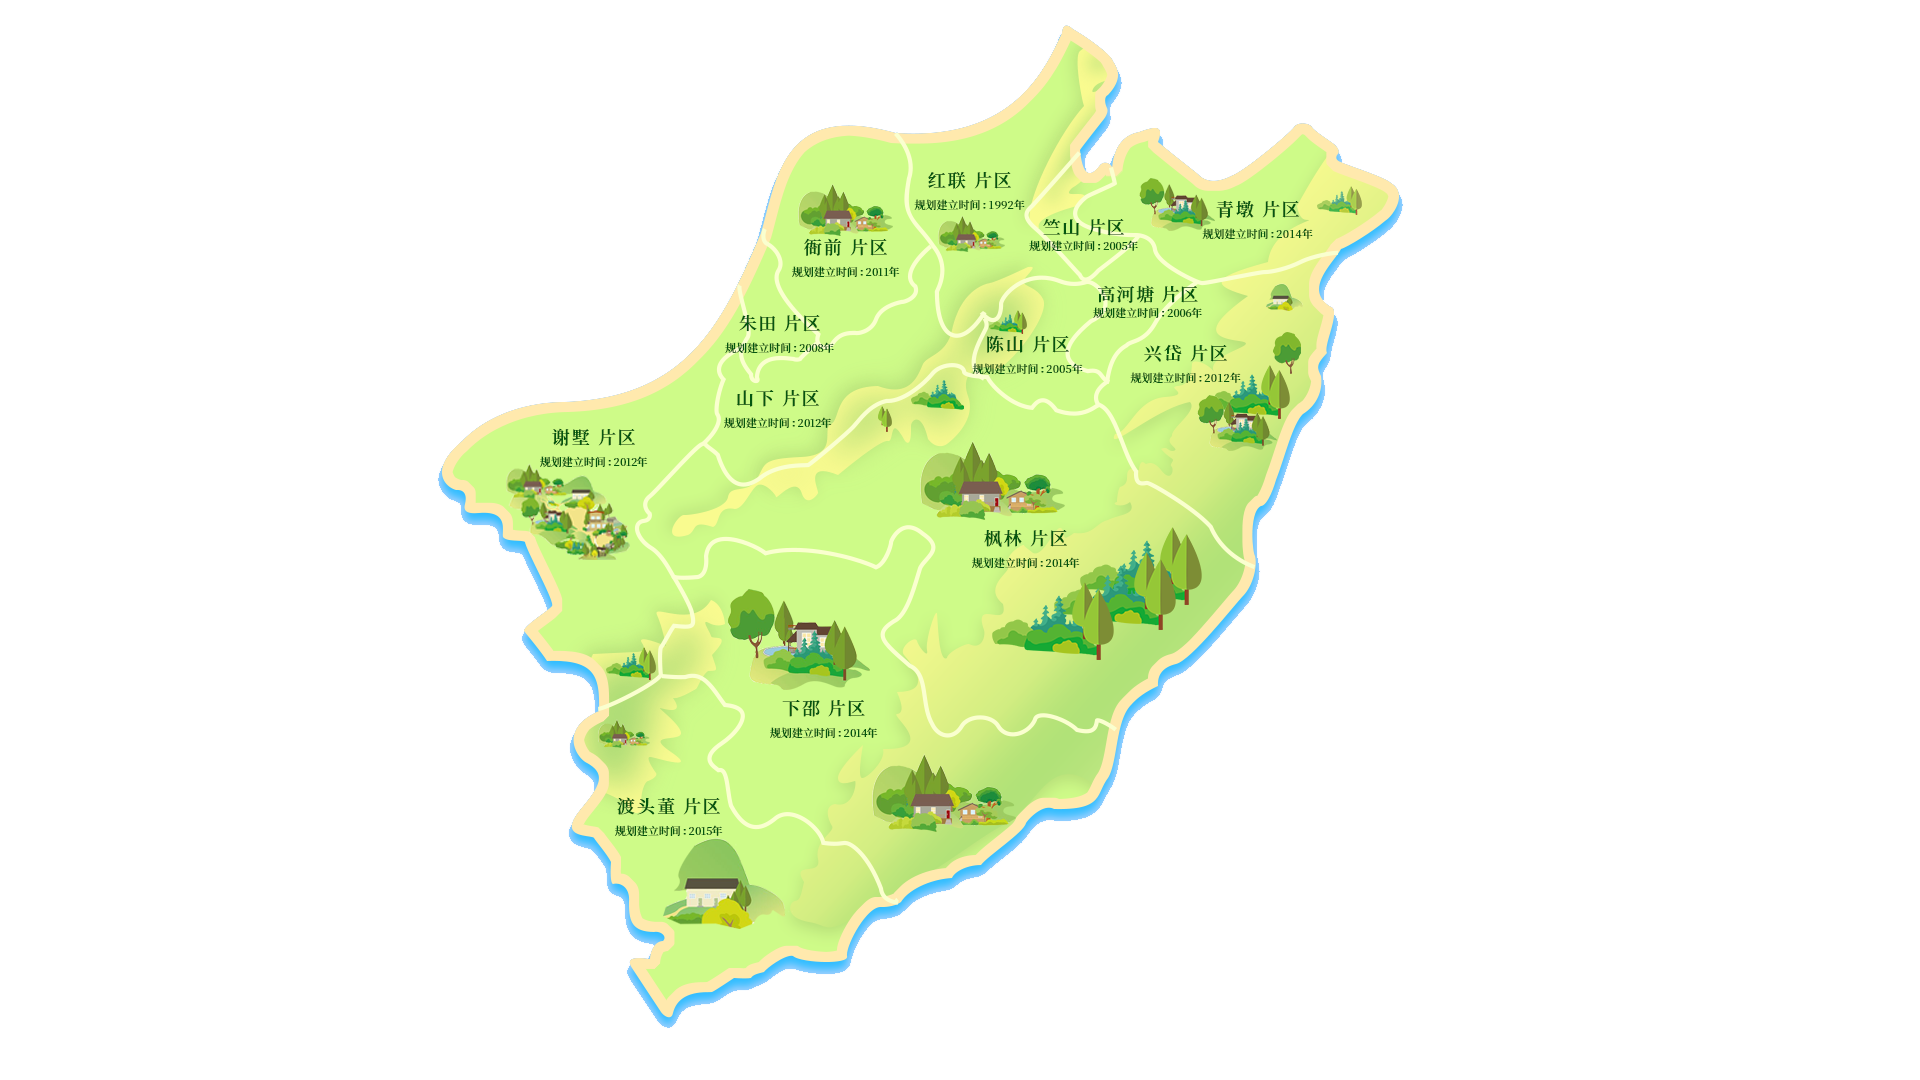 红联 片区
规划建立时间:1992年
青墩 片区
规划建立时间:2014年
竺山 片区
规划建立时间:2005年
衙前 片区
规划建立时间:2011年
高河塘 片区
规划建立时间:2006年
朱田 片区
规划建立时间:2008年
陈山 片区
规划建立时间:2005年
兴岱 片区
规划建立时间:2012年
山下 片区
规划建立时间:2012年
谢墅 片区
规划建立时间:2012年
枫林 片区
规划建立时间:2014年
下邵 片区
规划建立时间:2014年
渡头董 片区
规划建立时间:2015年